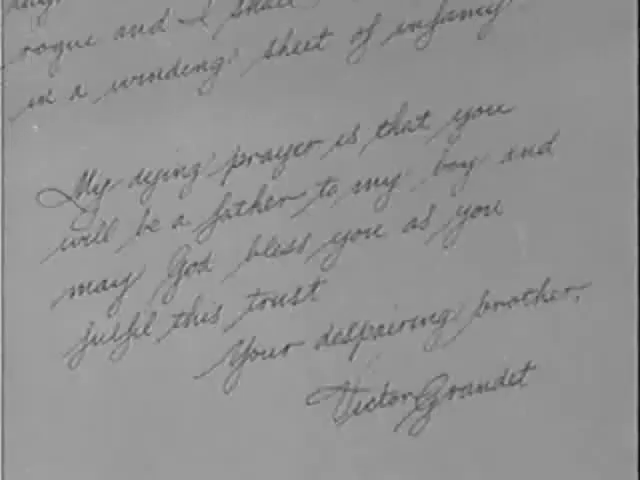 rogue and I shall
in a winding sheet of infamy
My dying prayer is that you
will be a father to my boy and
may God bless you as you
fulfil this trust
Your despairing brother,
Victor Grandet